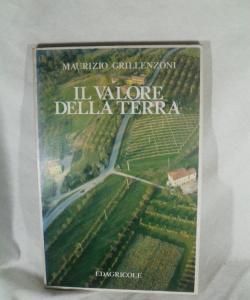 MAURIZIO GRILLENZONI
IL VALORE
DELLA TERRA
EDAGRICOLE